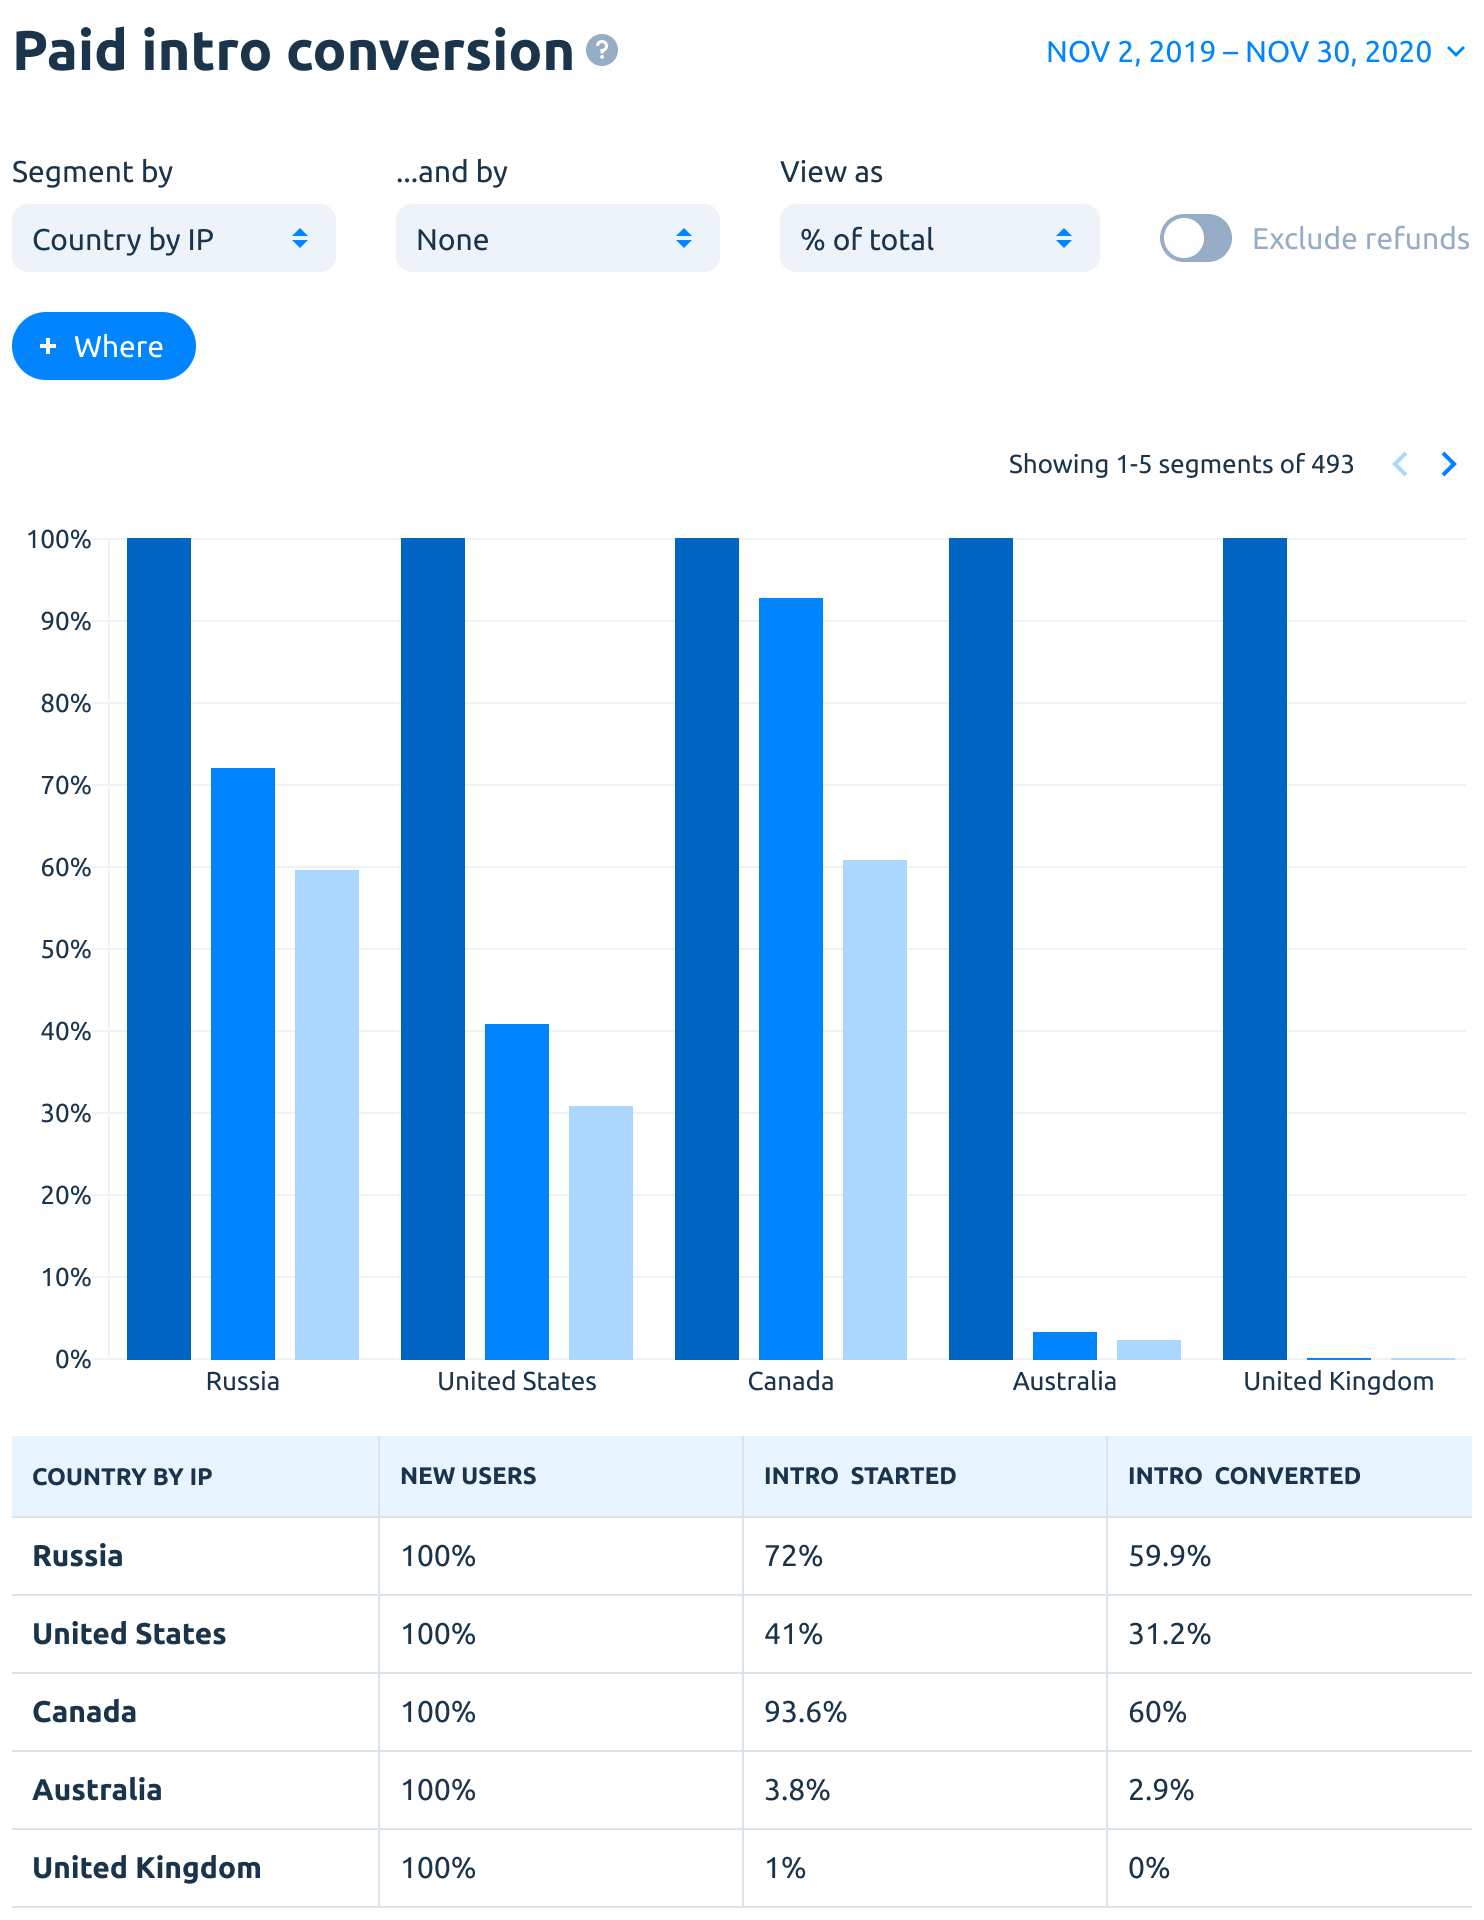 Paid intro conversion ?
NOV 2, 2019 – NOV 30, 2020
Segment by
...and by
View as
Country by IP
None
% of total
Exclude refunds
+ Where
Showing 1-5 segments of 493
100%
90%
80%
70%
60%
50%
40%
30%
20%
10%
0%
Russia United States Canada Australia United Kingdom
COUNTRY BY IP NEW USERS INTRO STARTED INTRO CONVERTED
Russia 100% 72% 59.9%
United States 100% 41% 31.2%
Canada 100% 93.6% 60%
Australia 100% 3.8% 2.9%
United Kingdom 100% 1% 0%